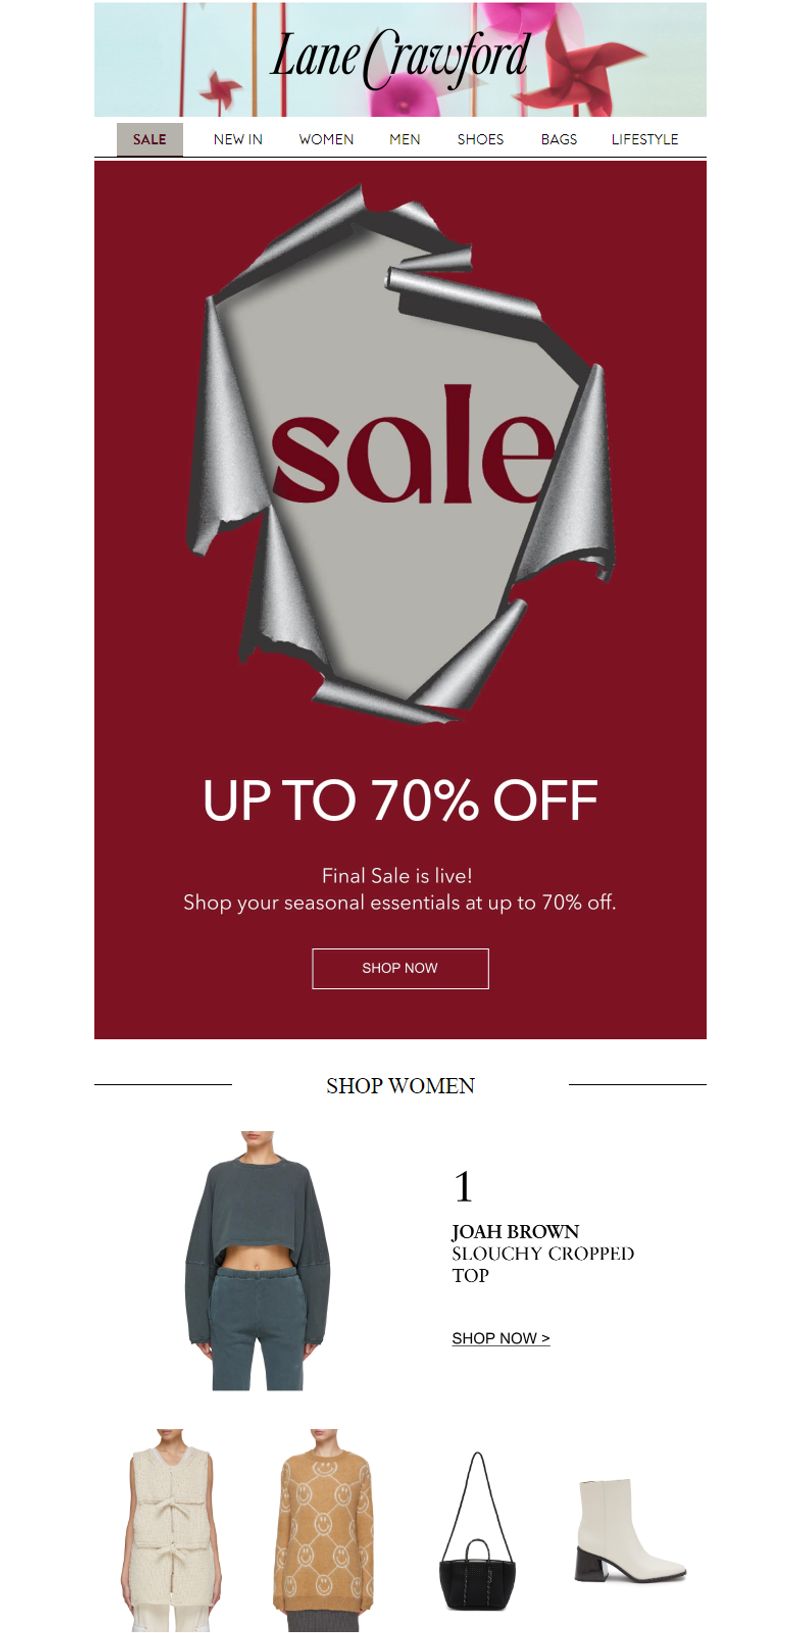 Lane Crawford
SALE NEW IN WOMEN MEN SHOES BAGS LIFESTYLE
sale
UP TO 70% OFF
Final Sale is live!
Shop your seasonal essentials at up to 70% off.
SHOP NOW
SHOP WOMEN
1
JOAH BROWN
SLOUCHY CROPPED
TOP
SHOP NOW >